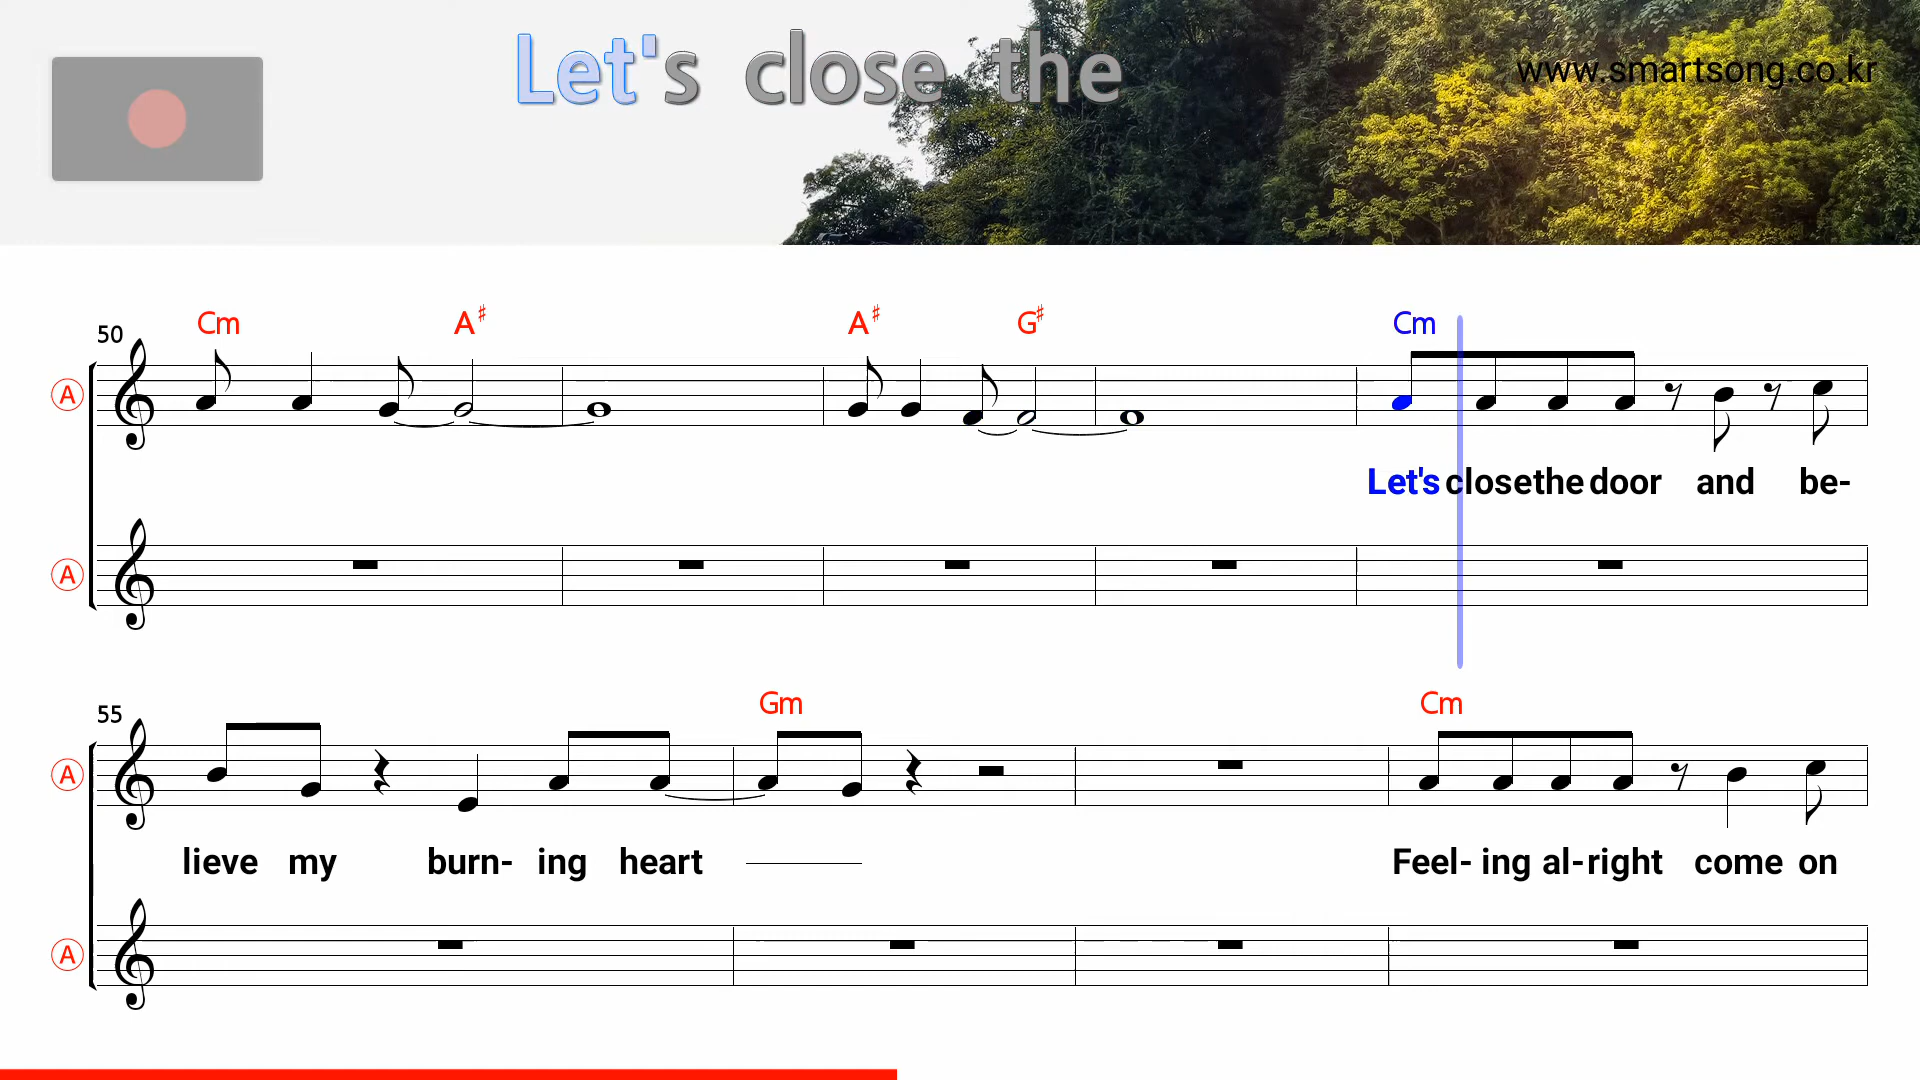 Let's close the
www.smartsong.co.kr
50 Cm A♯ A♯ G♯ Cm
A
Let's close the door and be-
A
55 Gm Cm
A
lieve my burn- ing heart Feel- ing al- right come on
A